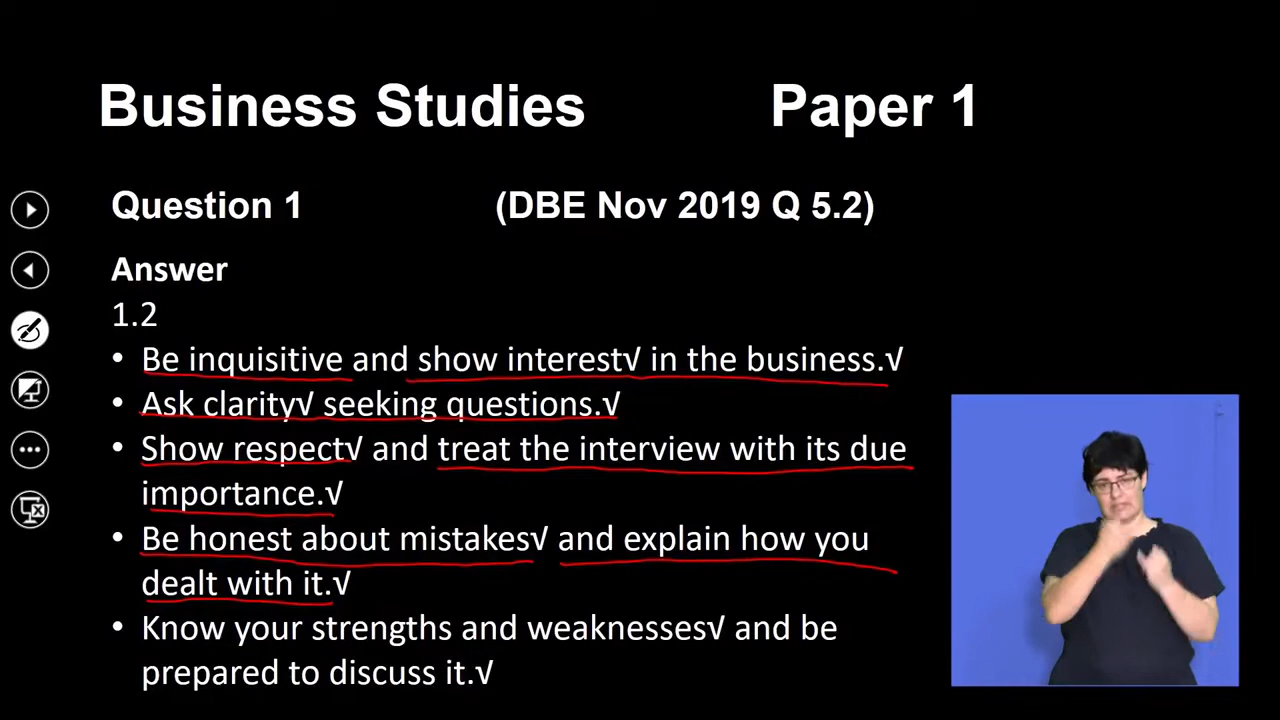 Business Studies Paper 1
Question 1 (DBE Nov 2019 Q 5.2)
Answer
1.2
• Be inquisitive and show interest√ in the business.√
• Ask clarity√ seeking questions.√
• Show respect√ and treat the interview with its due
importance.√
• Be honest about mistakes√ and explain how you
dealt with it.√
• Know your strengths and weaknesses√ and be
prepared to discuss it.√